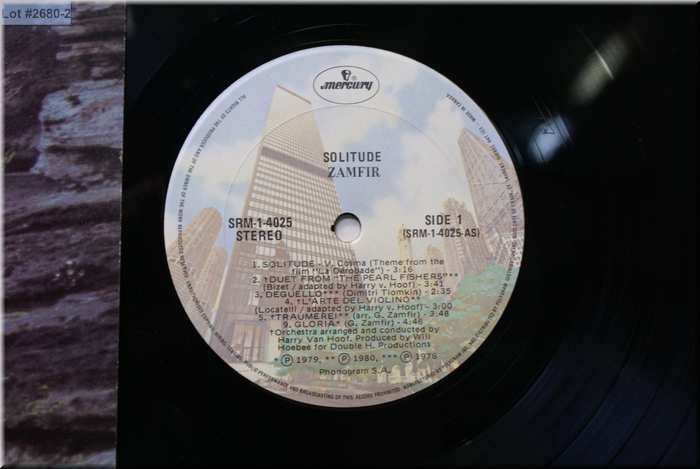 Lot #2680-2
mercury
SOLITUDE
ZAMFIR
SRM-1-4025
STEREO
SIDE 1
(SRM-1-4025-AS)
1. SOLITUDE - V. Cosma (Theme from the
film "La Dérobade") - 3:16
2. †DUET FROM "THE PEARL FISHERS"**
(Bizet / adapted by Harry v. Hoof) - 3:41
3. DEGUELLO*** (Dimitri Tiomkin) - 2:35
4. †L'ARTE DEL VIOLINO**
(Locatelli / adapted by Harry v. Hoof) - 3:00
5. †TRAUMEREI** (arr. G. Zamfir) - 3:48
9. GLORIA* (G. Zamfir) - 4:46
†Orchestra arranged and conducted by
Harry Van Hoof. Produced by Will
Hoebee for Double H. Productions
* Ⓟ 1979, ** Ⓟ 1980, *** Ⓟ 1978
Phonogram S.A.